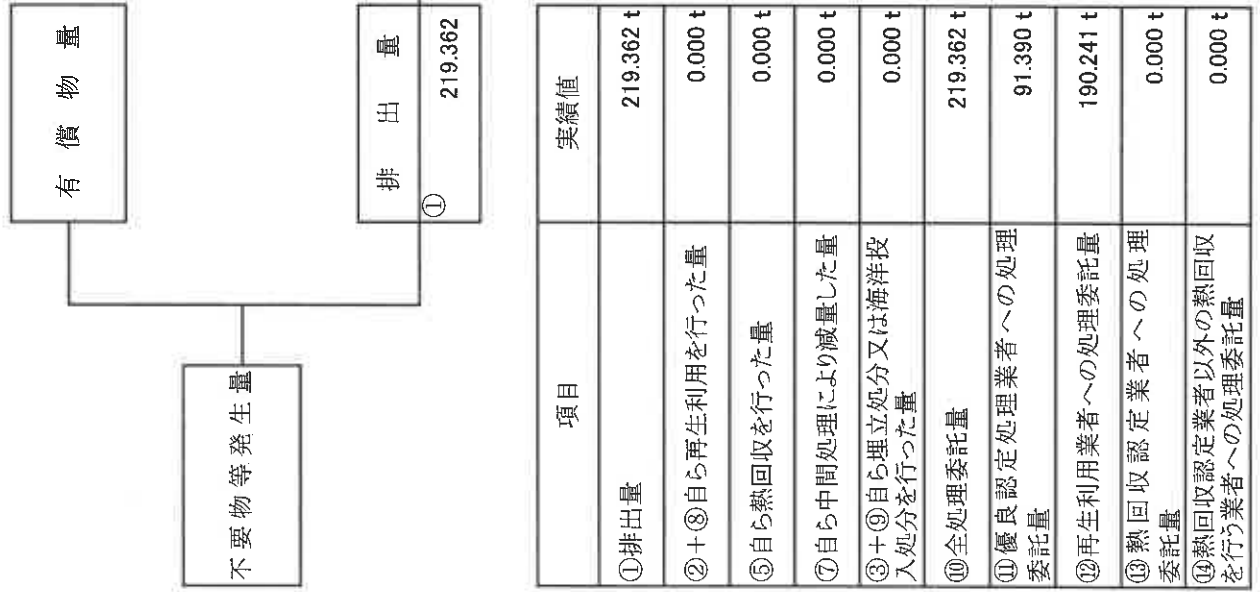 有償物量
不要物等発生量
排出量
① 219.362
項目 実績値
①排出量 219.362 t
②+⑧自ら再生利用を行った量 0.000 t
⑤自ら熱回収を行った量 0.000 t
⑦自ら中間処理により減量した量 0.000 t
③+⑨自ら埋立処分又は海洋投
入処分を行った量 0.000 t
⑩全処理委託量 219.362 t
⑪優良認定処理業者への処理
委託量 91.390 t
⑫再生利用業者への処理委託量 190.241 t
⑬熱回収認定業者への処理
委託量 0.000 t
⑭熱回収認定業者以外の熱回収
を行う業者への処理委託量 0.000 t